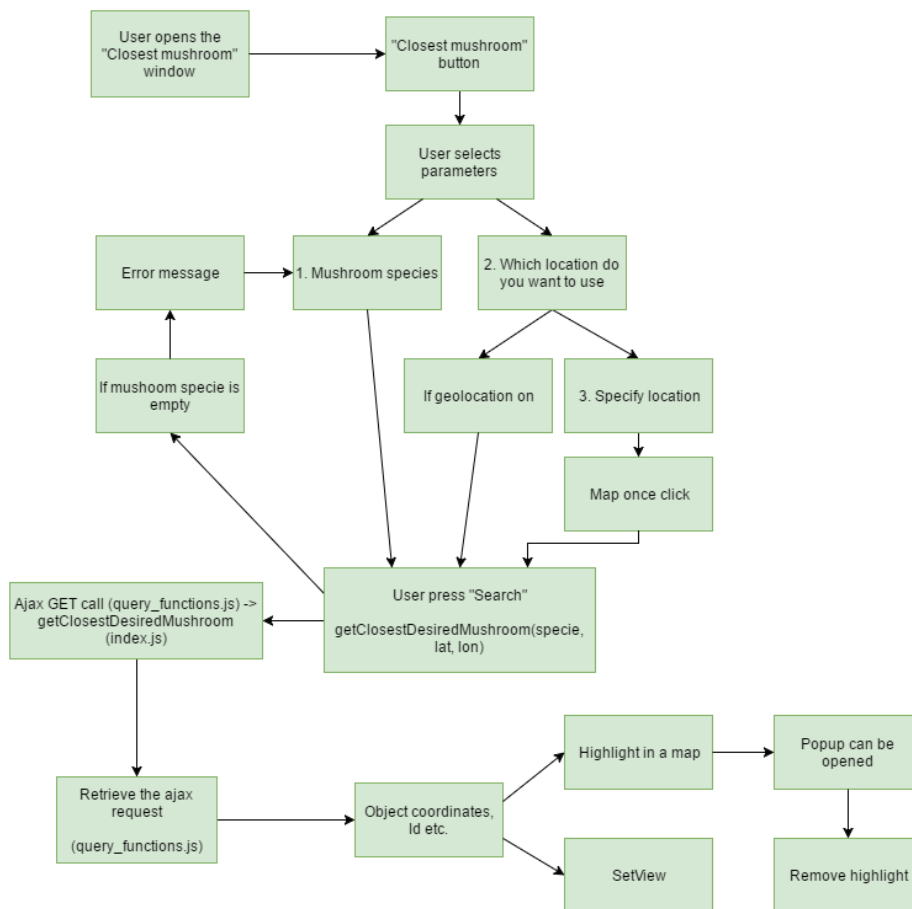 User opens the
"Closest mushroom"
window
"Closest mushroom"
button
User selects
parameters
Error message
1. Mushroom species
2. Which location do
you want to use
If mushoom specie is
empty
If geolocation on
3. Specify location
Map once click
Ajax GET call (query_functions.js) ->
getClosestDesiredMushroom
(index.js)
User press "Search"
getClosestDesiredMushroom(specie,
lat, lon)
Retrieve the ajax
request
(query_functions.js)
Object coordinates,
Id etc.
Highlight in a map
Popup can be
opened
SetView
Remove highlight